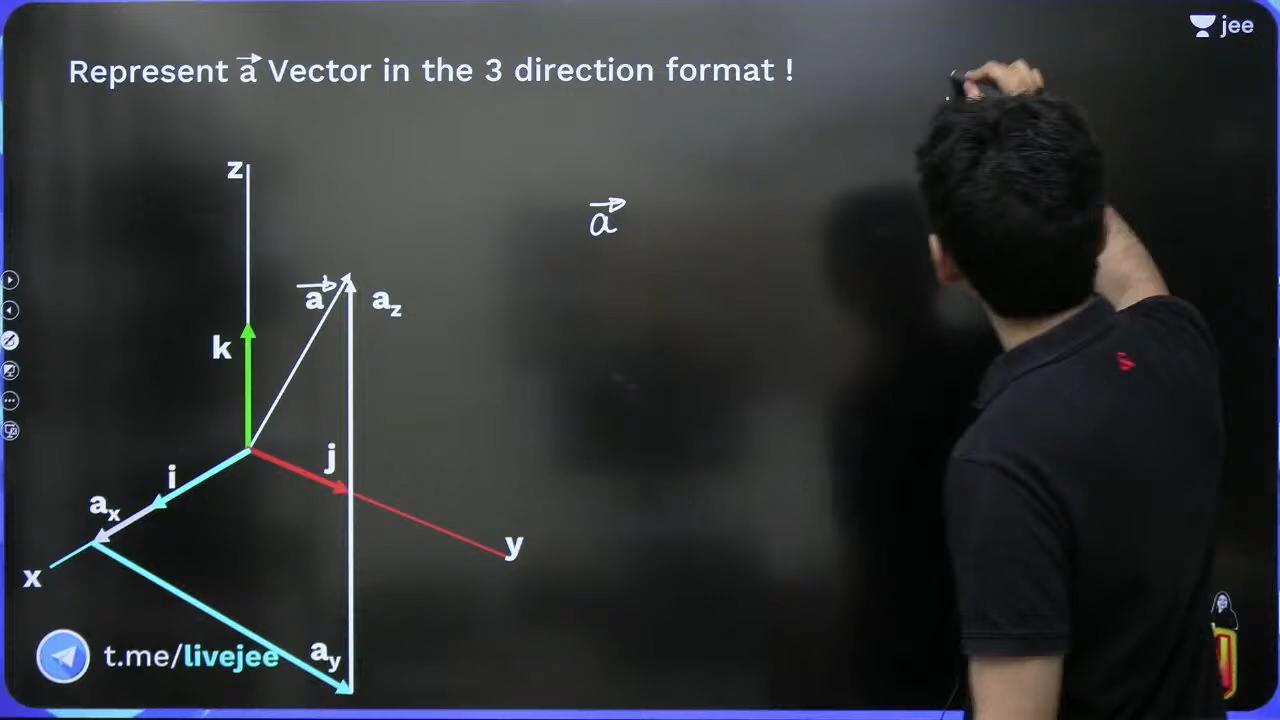 jee
Represent a⃗ Vector in the 3 direction format !
z
a⃗
a⃗
a_z
k
j
i
a_x
y
x
a_y
t.me/livejee